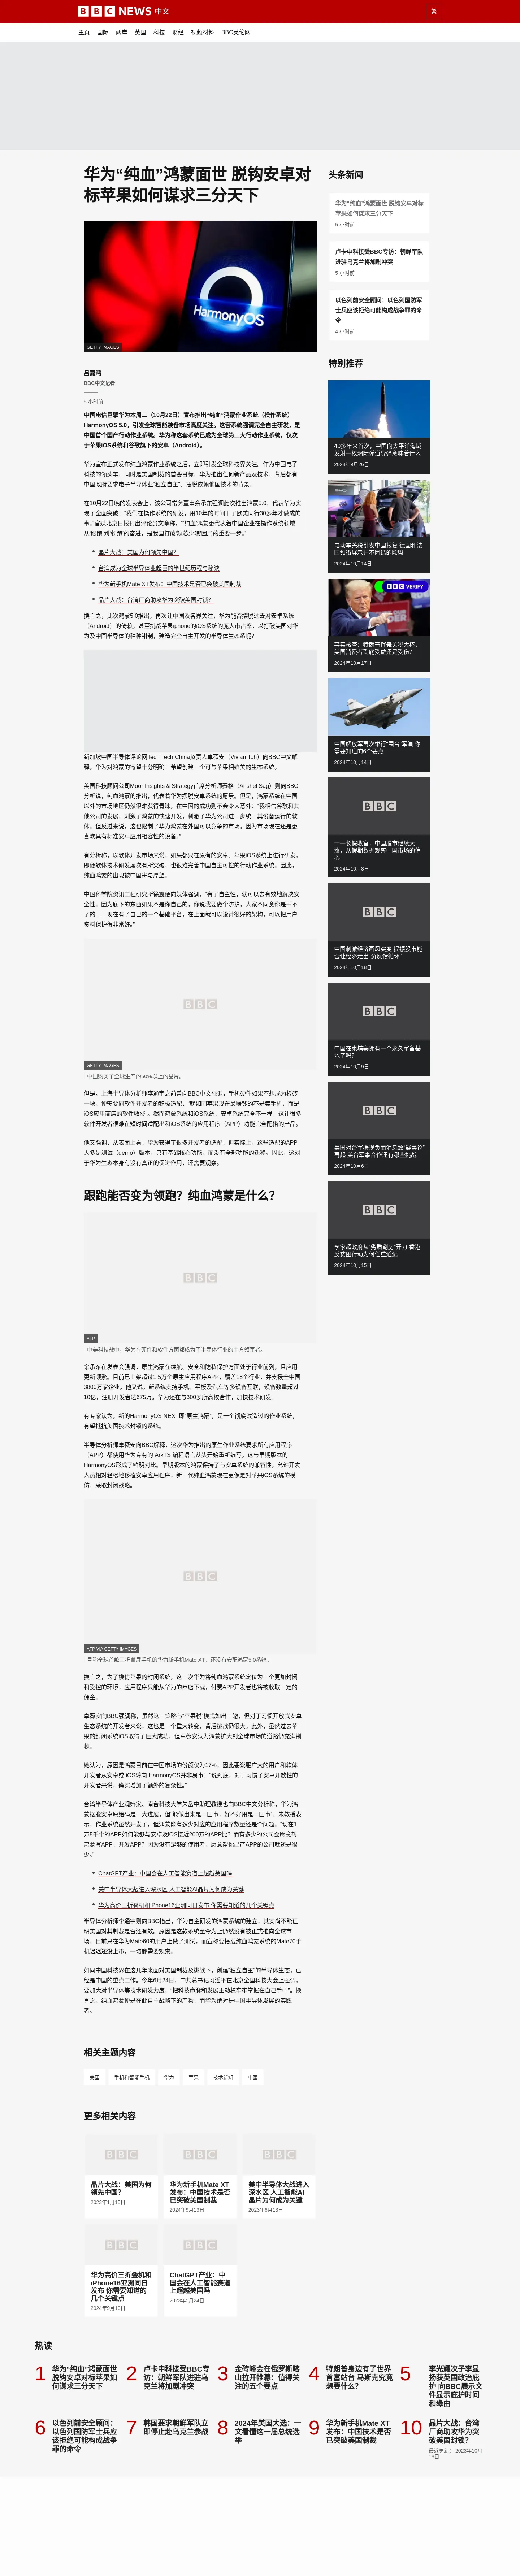 BBC NEWS 中文
繁
主页 国际 两岸 英国 科技 财经 视频材料 BBC英伦网
华为“纯血”鸿蒙面世 脱钩安卓对
标苹果如何谋求三分天下
HarmonyOS
GETTY IMAGES
吕嘉鸿
BBC中文记者
5 小时前
中国电信巨擘华为本周二（10月22日）宣布推出“纯血”鸿蒙作业系统（操作系统）
HarmonyOS 5.0，引发全球智能装备市场高度关注。这套系统强调完全自主研发，是
中国首个国产行动作业系统。华为称这套系统已成为全球第三大行动作业系统，仅次
于苹果iOS系统和谷歌旗下的安卓（Android）。
华为宣布正式发布纯血鸿蒙作业系统之后，立即引发全球科技界关注。作为中国电子
科技的领头羊，同时是美国制裁的首要目标，华为推出任何新产品及技术，背后都有
中国政府要求电子半导体业“独立自主”、摆脱依赖他国技术的背景。
在10月22日晚的发表会上，该公司常务董事余承东强调此次推出鸿蒙5.0，代表华为实
现了全面突破：“我们在操作系统的研发，用10年的时间干了欧美同行30多年才做成的
事。”官媒北京日报刊出评论员文章称，“纯血鸿蒙更代表着中国企业在操作系统领域
从‘跟跑’到‘领跑’的奋进，是我国打破‘缺芯少魂’困局的重要一步。”
晶片大战：美国为何领先中国？
台湾成为全球半导体业超巨的半世纪历程与秘诀
华为新手机Mate XT发布：中国技术是否已突破美国制裁
晶片大战：台湾厂商助攻华为突破美国封锁？
换言之，此次鸿蒙5.0推出，再次让中国及各界关注，华为能否摆脱过去对安卓系统
（Android）的倚赖，甚至挑战苹果iphone的iOS系统的庞大市占率，以打破美国对华
为及中国半导体的种种钳制，建造完全自主开发的半导体生态系呢？
新加坡中国半导体评论网Tech Tech China负责人卓薇安（Vivian Toh）向BBC中文解
释，华为对鸿蒙的希望十分明确：希望创建一个可与苹果相媲美的生态系统。
美国科技顾问公司Moor Insights & Strategy首席分析师赛格（Anshel Sag）则向BBC
分析说，纯血鸿蒙的推出，代表着华为摆脱安卓系统的愿景。但是，鸿蒙系统在中国
以外的市场地区仍然很难获得青睐，在中国的成功则不会令人意外：“我相信谷歌和其
他公司的发展，刺激了鸿蒙的快速开发，刺激了华为公司进一步统一其设备运行的软
体。但反过来说，这也限制了华为鸿蒙在外国可以竞争的市场。因为市场现在还是更
喜欢具有标准安卓应用相容性的设备。”
有分析称，以软体开发市场来说，如果都只在原有的安卓、苹果iOS系统上进行研发，
即便软体技术研发屡次有所突破，也很难完善中国自主可控的行动作业系统。因此，
纯血鸿蒙的出现被中国寄与厚望。
中国科学院资讯工程研究所徐震便向媒体强调，“有了自主性，就可以去有效地解决安
全性。因为底下的东西如果不是你自己的，你说我要做个防护，人家不同意你是干不
了的……现在有了自己的一个基础平台，在上面就可以设计很好的架构，可以把用户
资料保护得非常好。”
GETTY IMAGES
中国购买了全球生产的50%以上的晶片。
但是，上海半导体分析师李通宇之前曾向BBC中文强调，手机硬件如果不想成为板砖
一块，便需要同软件开发者的积极适配，“就如同苹果现在最赚钱的不是卖手机，而是
iOS应用商店的软件收费”。然而鸿蒙系统和iOS系统、安卓系统完全不一样，这让很多
软件开发者很难在短时间适配出和iOS系统的应用程序（APP）功能完全配搭的产品。
他又强调，从表面上看，华为获得了很多开发者的适配。但实际上，这些适配的APP
大多是测试（demo）版本，只有基础核心功能，而没有全部功能的迁移。因此，这对
于华为生态本身有没有真正的促进作用，还需要观察。
跟跑能否变为领跑？纯血鸿蒙是什么？
AFP
中美科技战中，华为在硬件和软件方面都成为了半导体行业的中方领军者。
余承东在发表会强调，原生鸿蒙在续航、安全和隐私保护方面处于行业前列，且应用
更新频繁。目前已上架超过1.5万个原生应用程序APP，覆盖18个行业，并支援全中国
3800万家企业。他又说，新系统支持手机、平板及汽车等多设备互联，设备数量超过
10亿，注册开发者达675万。华为还在与300多所高校合作，加快技术研发。
有专家认为，新的HarmonyOS NEXT即“原生鸿蒙”，是一个彻底改造过的作业系统，
有望抵抗美国技术封锁的系统。
半导体分析师卓薇安向BBC解释，这次华为推出的原生作业系统要求所有应用程序
（APP）都使用华为专有的 ArkTS 编程语言从头开始重新编写，这与早期版本的
HarmonyOS形成了鲜明对比。早期版本的鸿蒙保持了与安卓系统的兼容性，允许开发
人员相对轻松地移植安卓应用程序，新一代纯血鸿蒙现在更像是对苹果iOS系统的模
仿，采取封闭战略。
AFP VIA GETTY IMAGES
号称全球首款三折叠屏手机的华为新手机Mate XT，还没有安配鸿蒙5.0系统。
换言之，为了模仿苹果的封闭系统，这一次华为将纯血鸿蒙系统定位为一个更加封闭
和受控的环境，应用程序只能从华为的商店下载，付费APP开发者也将被收取一定的
佣金。
卓薇安向BBC强调称，虽然这一策略与“苹果税”模式如出一辙，但对于习惯开放式安卓
生态系统的开发者来说，这也是一个重大转变，背后挑战仍很大。此外，虽然过去苹
果的封闭系统iOS取得了巨大成功，但卓薇安认为鸿蒙扩大到全球市场的道路仍充满荆
棘。
她认为，原因是鸿蒙目前在中国市场的份额仅为17%，因此要说服广大的用户和软体
开发者从安卓或 iOS转向 HarmonyOS并非易事：“说到底，对于习惯了安卓开放性的
开发者来说，确实增加了额外的复杂性。”
台湾半导体产业观察家、南台科技大学朱岳中助理教授也向BBC中文分析称，华为鸿
蒙摆脱安卓原始码是一大进展，但“能做出来是一回事，好不好用是一回事”。朱教授表
示，作业系统虽然开发了，但鸿蒙能有多少对应的应用程序数量还是个问题。“现在1
万5千个的APP如何能够与安卓及iOS接近200万的APP比？而有多少的公司会愿意帮
鸿蒙写APP，开发APP？因为没有足够的使用者，愿意帮你出产APP的公司就还是很
少。”
ChatGPT产业：中国会在人工智能赛道上超越美国吗
美中半导体大战进入深水区 人工智能AI晶片为何成为关键
华为高价三折叠机和iPhone16亚洲同日发布 你需要知道的几个关键点
半导体分析师李通宇则向BBC指出，华为自主研发的鸿蒙系统的建立，其实尚不能证
明美国对其制裁是否还有效。原因是这款系统至今为止仍然没有被正式推向全球市
场，目前只在华为Mate60的用户上做了测试，而宣称要搭载纯血鸿蒙系统的Mate70手
机迟迟还没上市，一切都需要观察。
如同中国科技界在这几年来面对美国制裁及挑战下，创建“独立自主”的半导体生态，已
经是中国的重点工作。今年6月24日，中共总书记习近平在北京全国科技大会上强调，
要加大对半导体等技术研发力度，“把科技命脉和发展主动权牢牢掌握在自己手中”。换
言之，纯血鸿蒙便是在此自主战略下的产物，而华为绝对是中国半导体发展的实践
者。
相关主题内容
美国 手机和智能手机 华为 苹果 技术新知 中國
更多相关内容
晶片大战：美国为何
领先中国？
2023年1月15日
华为新手机Mate XT
发布：中国技术是否
已突破美国制裁
2024年9月13日
美中半导体大战进入
深水区 人工智能AI
晶片为何成为关键
2023年6月13日
华为高价三折叠机和
iPhone16亚洲同日
发布 你需要知道的
几个关键点
2024年9月10日
ChatGPT产业：中
国会在人工智能赛道
上超越美国吗
2023年5月24日
头条新闻
华为“纯血”鸿蒙面世 脱钩安卓对标
苹果如何谋求三分天下
5 小时前
卢卡申科接受BBC专访：朝鲜军队
进驻乌克兰将加剧冲突
5 小时前
以色列前安全顾问：以色列国防军
士兵应该拒绝可能构成战争罪的命
令
4 小时前
特别推荐
40多年来首次，中国向太平洋海域
发射一枚洲际弹道导弹意味着什么
2024年9月26日
电动车关税引发中国报复 德国和法
国领衔展示并不团结的欧盟
2024年10月14日
BBC VERIFY
事实核查：特朗普挥舞关税大棒，
美国消费者到底受益还是受伤？
2024年10月17日
中国解放军再次举行“围台”军演 你
需要知道的6个要点
2024年10月14日
十一长假收官，中国股市继续大
涨，从假期数据观察中国市场的信
心
2024年10月8日
中国刺激经济画风突变 提振股市能
否让经济走出“负反馈循环”
2024年10月18日
中国在柬埔寨拥有一个永久军备基
地了吗？
2024年10月9日
美国对台军援现负面消息致“疑美论”
再起 美台军事合作还有哪些挑战
2024年10月6日
李家超政府从“劣质劏房”开刀 香港
反贫困行动为何任重道远
2024年10月15日
热读
1 华为“纯血”鸿蒙面世
脱钩安卓对标苹果如
何谋求三分天下
2 卢卡申科接受BBC专
访：朝鲜军队进驻乌
克兰将加剧冲突
3 金砖峰会在俄罗斯喀
山拉开帷幕：值得关
注的五个要点
4 特朗普身边有了世界
首富站台 马斯克究竟
想要什么？
5 李光耀次子李显
扬获英国政治庇
护 向BBC展示文
件显示庇护时间
和缘由
6 以色列前安全顾问：
以色列国防军士兵应
该拒绝可能构成战争
罪的命令
7 韩国要求朝鲜军队立
即停止赴乌克兰参战
8 2024年美国大选：一
文看懂这一届总统选
举
9 华为新手机Mate XT
发布：中国技术是否
已突破美国制裁
10 晶片大战：台湾
厂商助攻华为突
破美国封锁？
最近更新： 2023年10月
18日